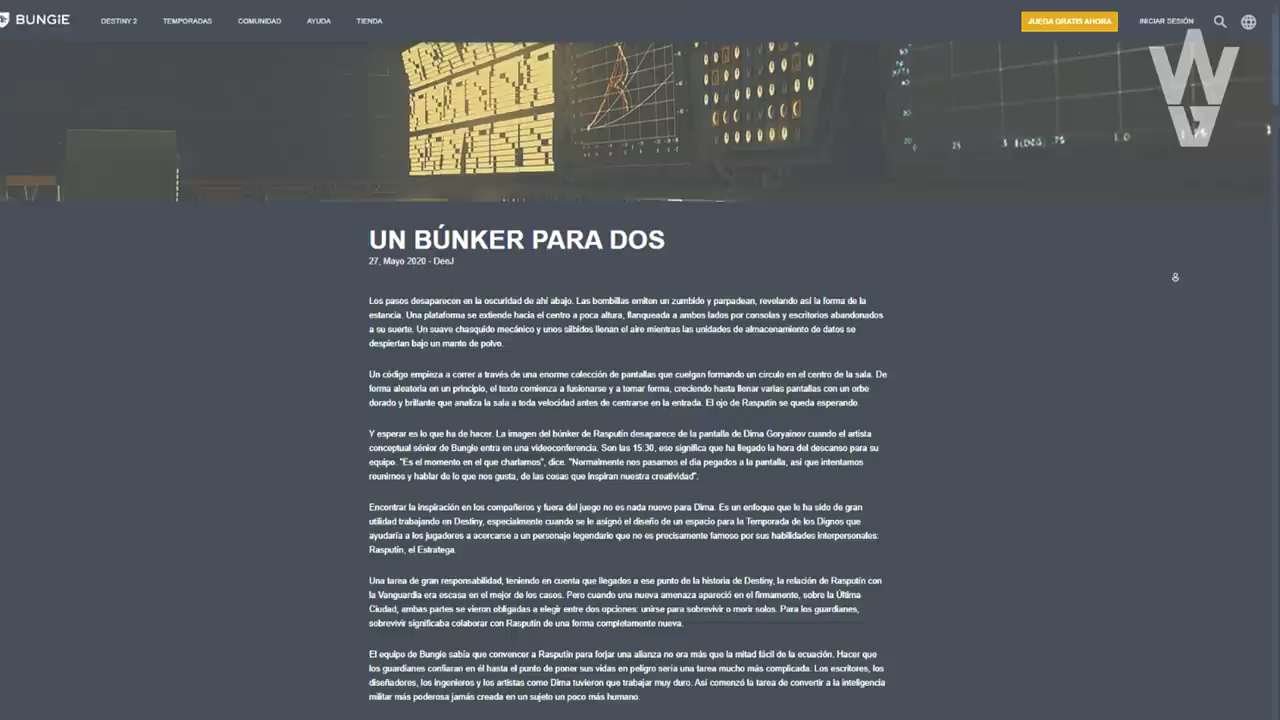 BUNGiE DESTINY 2 TEMPORADAS COMUNIDAD AYUDA TIENDA JUEGA GRATIS AHORA INICIAR SESIÓN
UN BÚNKER PARA DOS
27, Mayo 2020 - DeeJ
Los pasos desaparecen en la oscuridad de ahí abajo. Las bombillas emiten un zumbido y parpadean, revelando así la forma de la
estancia. Una plataforma se extiende hacia el centro a poca altura, flanqueada a ambos lados por consolas y escritorios abandonados
a su suerte. Un suave chasquido mecánico y unos silbidos llenan el aire mientras las unidades de almacenamiento de datos se
despiertan bajo un manto de polvo.
Un código empieza a correr a través de una enorme colección de pantallas que cuelgan formando un círculo en el centro de la sala. De
forma aleatoria en un principio, el texto comienza a fusionarse y a tomar forma, creciendo hasta llenar varias pantallas con un orbe
dorado y brillante que analiza la sala a toda velocidad antes de centrarse en la entrada. El ojo de Rasputín se queda esperando.
Y esperar es lo que ha de hacer. La imagen del búnker de Rasputín desaparece de la pantalla de Dima Goryainov cuando el artista
conceptual sénior de Bungie entra en una videoconferencia. Son las 15:30, eso significa que ha llegado la hora del descanso para su
equipo. "Es el momento en el que charlamos", dice. "Normalmente nos pasamos el día pegados a la pantalla, así que intentamos
reunirnos y hablar de lo que nos gusta, de las cosas que inspiran nuestra creatividad".
Encontrar la inspiración en los compañeros y fuera del juego no es nada nuevo para Dima. Es un enfoque que le ha sido de gran
utilidad trabajando en Destiny, especialmente cuando se le asignó el diseño de un espacio para la Temporada de los Dignos que
ayudaría a los jugadores a acercarse a un personaje legendario que no es precisamente famoso por sus habilidades interpersonales:
Rasputín, el Estratega.
Una tarea de gran responsabilidad, teniendo en cuenta que llegados a ese punto de la historia de Destiny, la relación de Rasputín con
la Vanguardia era escasa en el mejor de los casos. Pero cuando una nueva amenaza apareció en el firmamento, sobre la Última
Ciudad, ambas partes se vieron obligadas a elegir entre dos opciones: unirse para sobrevivir o morir solos. Para los guardianes,
sobrevivir significaba colaborar con Rasputín de una forma completamente nueva.
El equipo de Bungie sabía que convencer a Rasputín para forjar una alianza no era más que la mitad fácil de la ecuación. Hacer que
los guardianes confiaran en él hasta el punto de poner sus vidas en peligro sería una tarea mucho más complicada. Los escritores, los
diseñadores, los ingenieros y los artistas como Dima tuvieron que trabajar muy duro. Así comenzó la tarea de convertir a la inteligencia
militar más poderosa jamás creada en un sujeto un poco más humano.